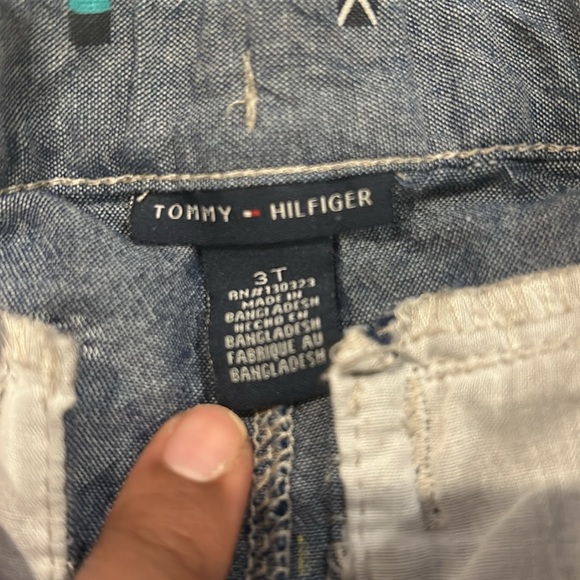 TOMMY HILFIGER
3T
RN#130323
MADE IN
BANGLADESH
HECHO EN
BANGLADESH
FABRIQUE AU
BANGLADESH